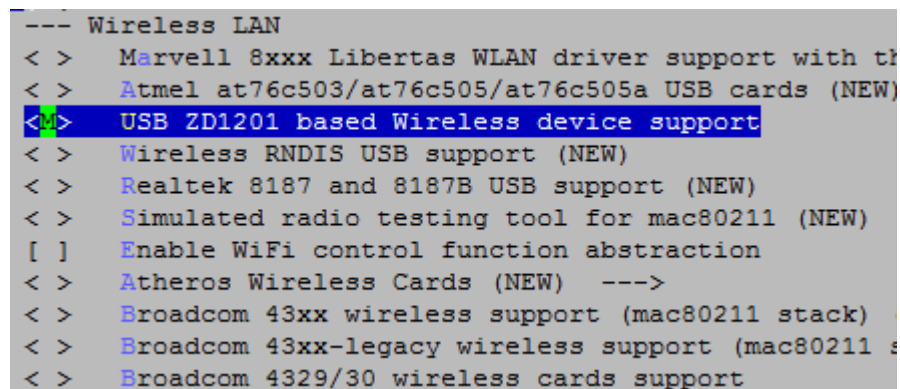 --- Wireless LAN
< > Marvell 8xxx Libertas WLAN driver support with
< > Atmel at76c503/at76c505/at76c505a USB cards (NEW)
<M> USB ZD1201 based Wireless device support
< > Wireless RNDIS USB support (NEW)
< > Realtek 8187 and 8187B USB support (NEW)
< > Simulated radio testing tool for mac80211 (NEW)
[ ] Enable WiFi control function abstraction
< > Atheros Wireless Cards (NEW) --->
< > Broadcom 43xx wireless support (mac80211 stack)
< > Broadcom 43xx-legacy wireless support (mac80211
< > Broadcom 4329/30 wireless cards support